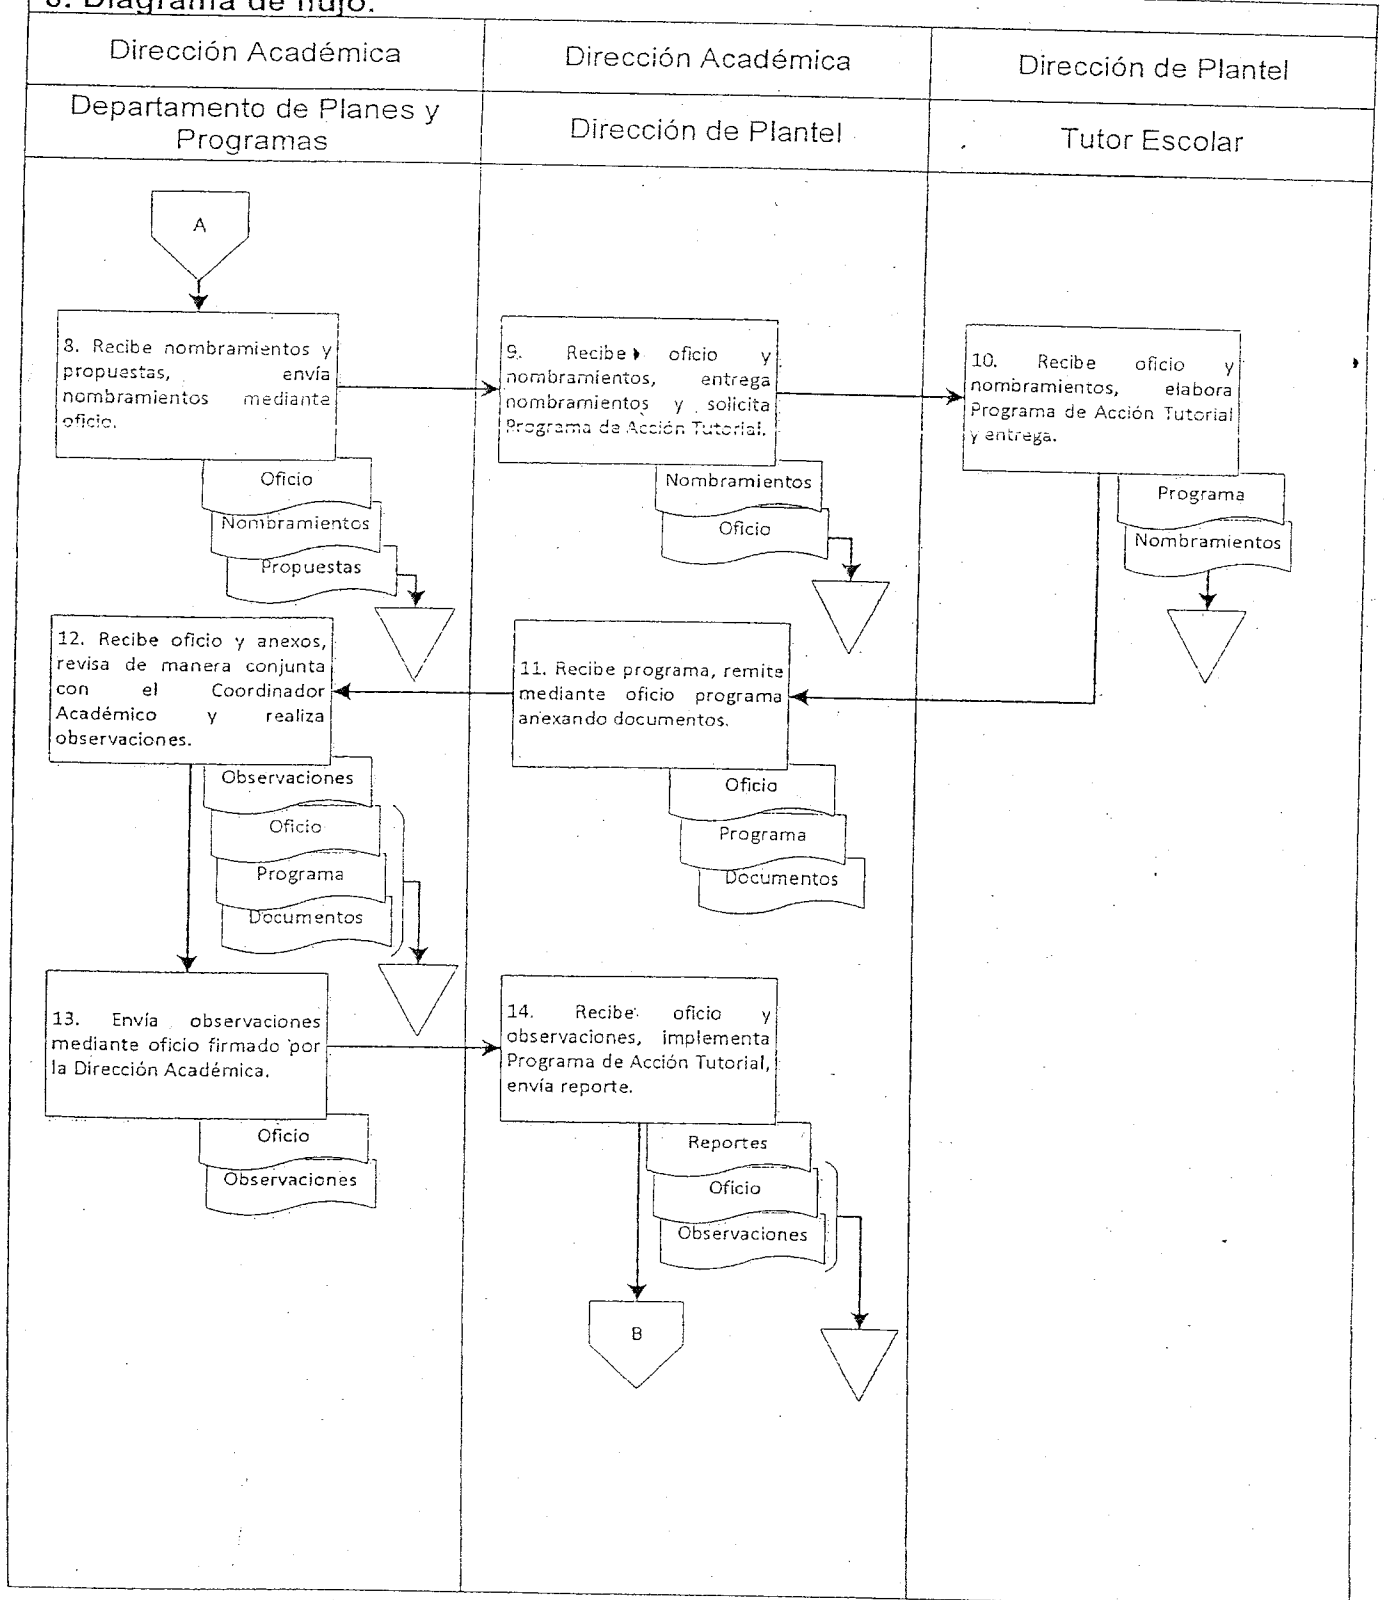 Diagrama de flujo.
Dirección Académica
Dirección Académica
Dirección de Plantel
Departamento de Planes y
Programas
Dirección de Plantel
Tutor Escolar
A
8. Recibe nombramientos y
propuestas, envía
nombramientos mediante
oficio.
Oficio
Nombramientos
Propuestas
9. Recibe oficio y
nombramientos, entrega
nombramientos y solicita
Programa de Acción Tutorial.
Nombramientos
Oficio
10. Recibe oficio y
nombramientos, elabora
Programa de Acción Tutorial
y entrega.
Programa
Nombramientos
11. Recibe programa, remite
mediante oficio programa
anexando documentos.
Oficio
Programa
Documentos
12. Recibe oficio y anexos,
revisa de manera conjunta
con el Coordinador
Académico y realiza
observaciones.
Observaciones
Oficio
Programa
Documentos
13. Envía observaciones
mediante oficio firmado por
la Dirección Académica.
Oficio
Observaciones
14. Recibe oficio y
observaciones, implementa
Programa de Acción Tutorial,
envía reporte.
Reportes
Oficio
Observaciones
B